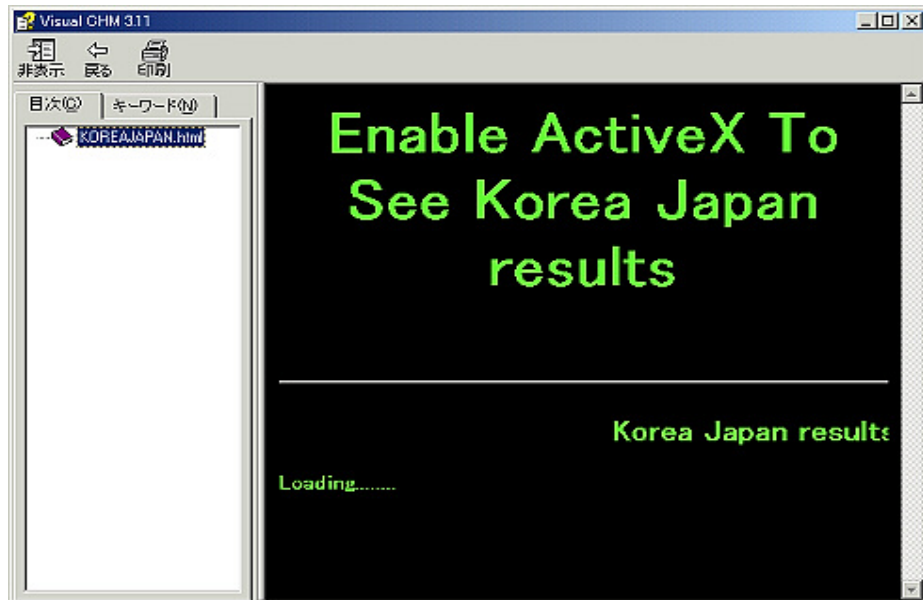 Visual CHM 3.11
非表示 戻る 印刷
目次(C) キーワード(N)
KOREAJAPAN.html
Enable ActiveX To
See Korea Japan
results
Korea Japan results
Loading........